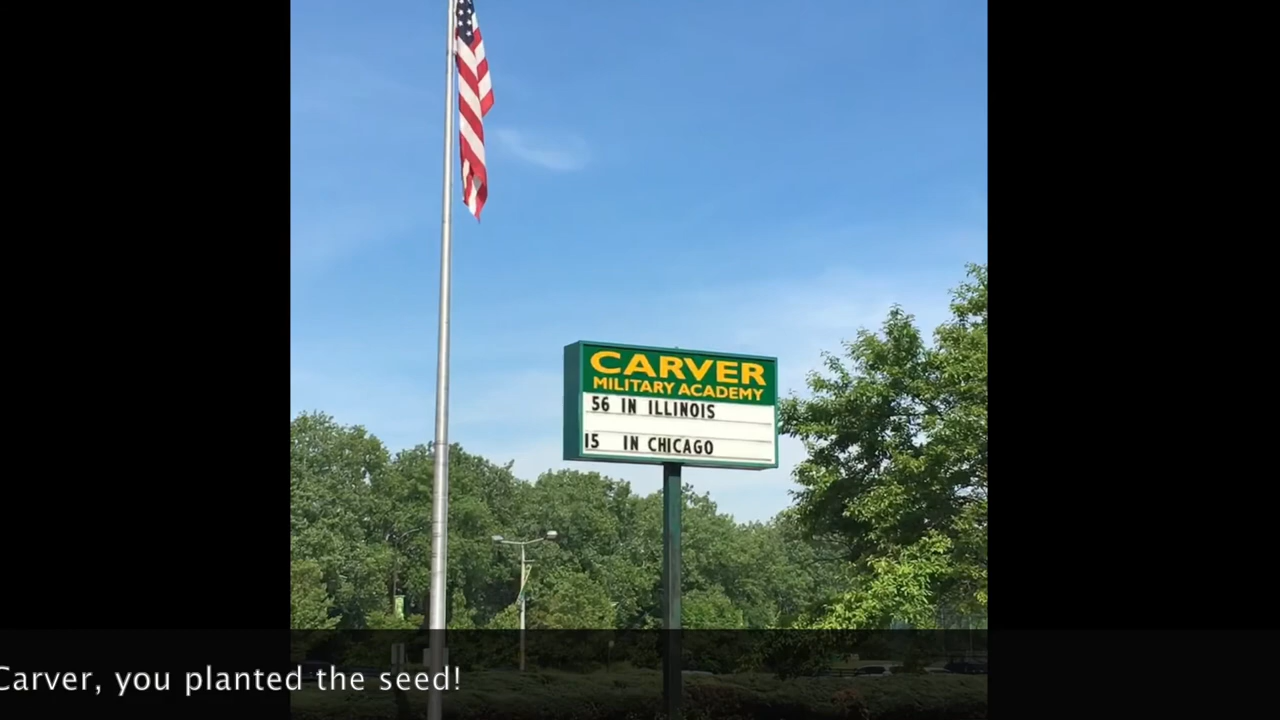 CARVER
MILITARY ACADEMY
56 IN ILLINOIS
15 IN CHICAGO
Carver, you planted the seed!